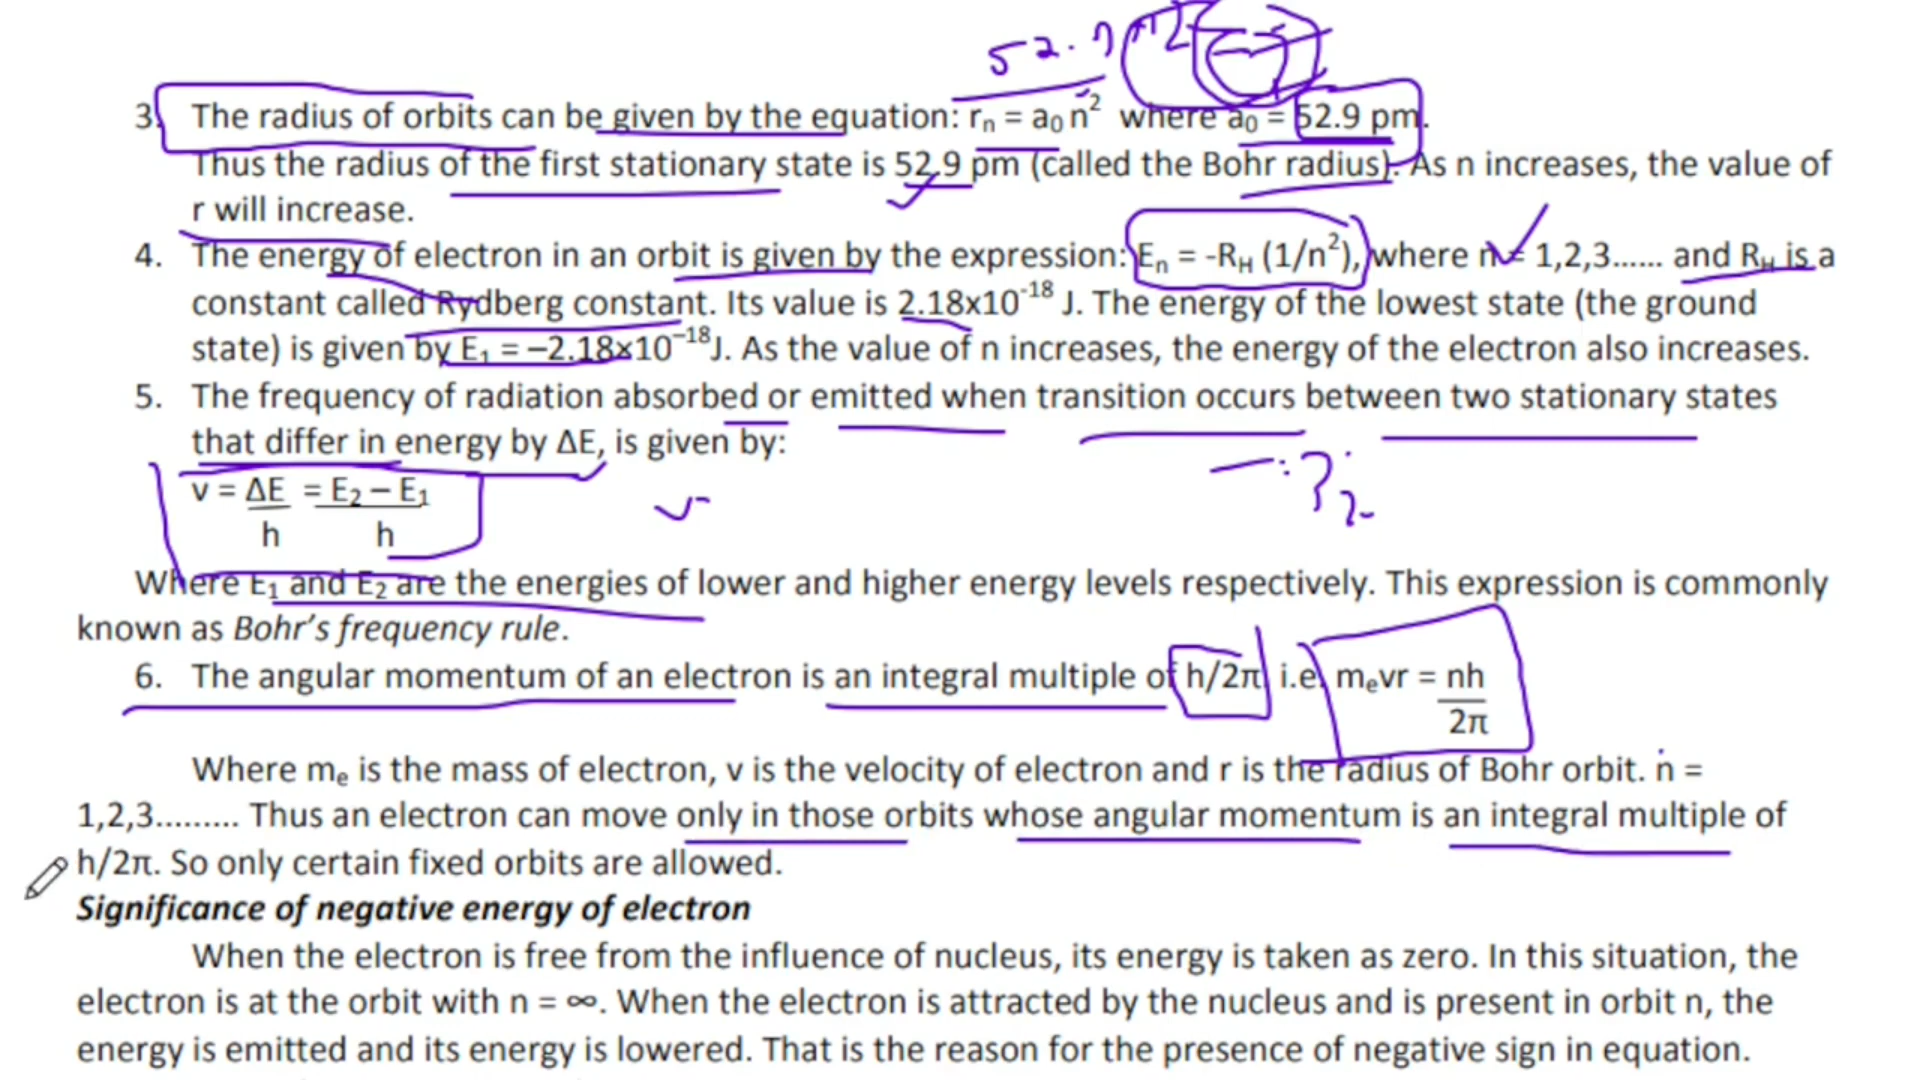 52.9
3. The radius of orbits can be given by the equation: rₙ = a₀ n² where a₀ = 52.9 pm.
Thus the radius of the first stationary state is 52.9 pm (called the Bohr radius). As n increases, the value of
r will increase.
4. The energy of electron in an orbit is given by the expression: Eₙ = -R_H (1/n²), where n = 1,2,3...... and R_H is a
constant called Rydberg constant. Its value is 2.18x10⁻¹⁸ J. The energy of the lowest state (the ground
state) is given by E₁ = –2.18×10⁻¹⁸J. As the value of n increases, the energy of the electron also increases.
5. The frequency of radiation absorbed or emitted when transition occurs between two stationary states
that differ in energy by ΔE, is given by:
ν = ΔE = E₂ – E₁
h h
Where E₁ and E₂ are the energies of lower and higher energy levels respectively. This expression is commonly
known as Bohr’s frequency rule.
6. The angular momentum of an electron is an integral multiple of h/2π. i.e. mₑvr = nh
2π
Where mₑ is the mass of electron, v is the velocity of electron and r is the radius of Bohr orbit. n =
1,2,3......... Thus an electron can move only in those orbits whose angular momentum is an integral multiple of
h/2π. So only certain fixed orbits are allowed.
Significance of negative energy of electron
When the electron is free from the influence of nucleus, its energy is taken as zero. In this situation, the
electron is at the orbit with n = ∞. When the electron is attracted by the nucleus and is present in orbit n, the
energy is emitted and its energy is lowered. That is the reason for the presence of negative sign in equation.